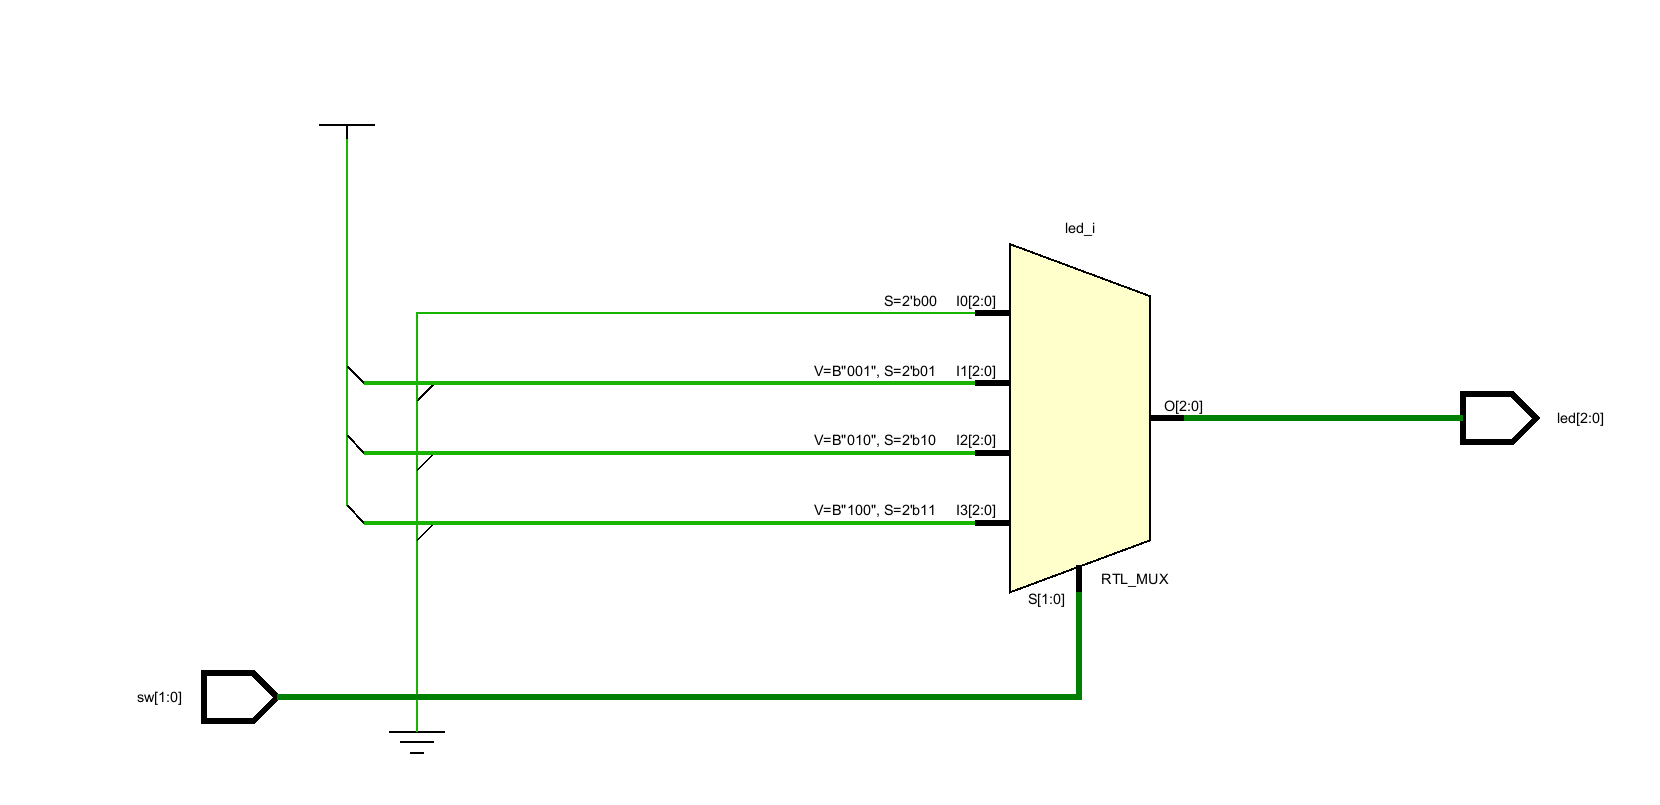 led_i
S=2'b00 I0[2:0]
V=B"001", S=2'b01 I1[2:0]
V=B"010", S=2'b10 I2[2:0]
V=B"100", S=2'b11 I3[2:0]
O[2:0]
led[2:0]
RTL_MUX
S[1:0]
sw[1:0]